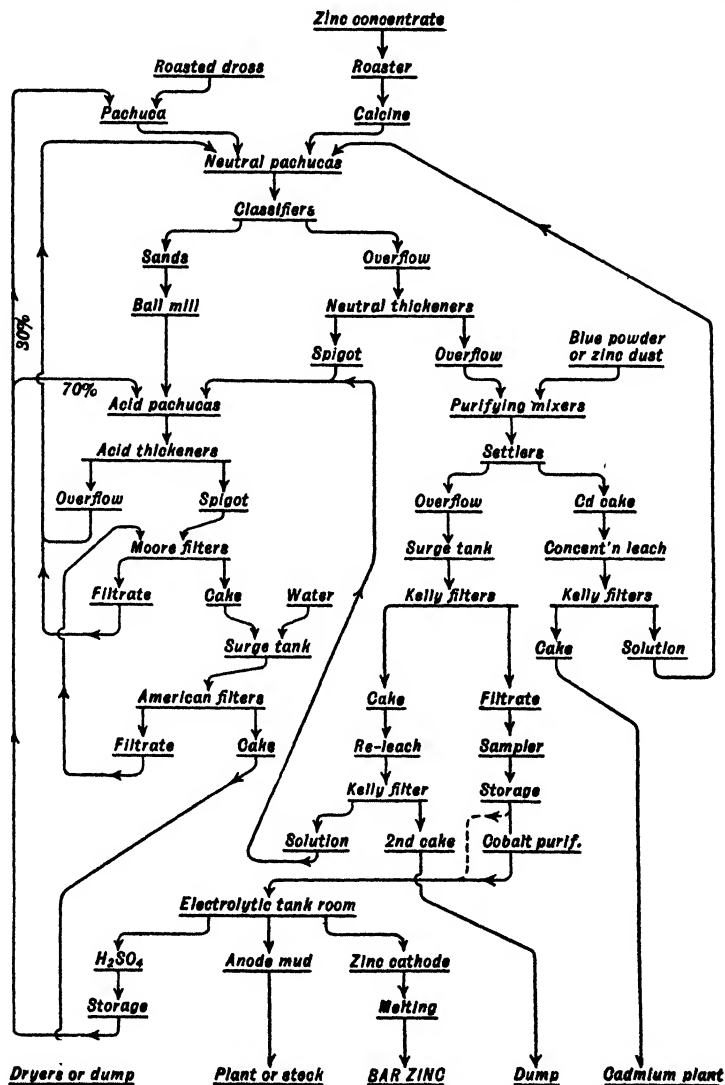 Zinc concentrate
Roasted dross
Roaster
Pachuca
Calcine
Neutral pachucas
Classifiers
Sands
Overflow
Ball mill
Neutral thickeners
30%
Spigot
Overflow
Blue powder
or zinc dust
70%
Acid pachucas
Purifying mixers
Acid thickeners
Settlers
Overflow
Spigot
Overflow
Cd cake
Moore filters
Surge tank
Concent'n leach
Filtrate
Cake
Water
Kelly filters
Kelly filters
Surge tank
Cake
Solution
American filters
Cake
Filtrate
Filtrate
Cake
Re-leach
Sampler
Kelly filter
Storage
Solution
2nd cake
Cobalt purif.
Electrolytic tank room
H₂SO₄
Anode mud
Zinc cathode
Storage
Melting
Dryers or dump
Plant or stock
BAR ZINC
Dump
Cadmium plant